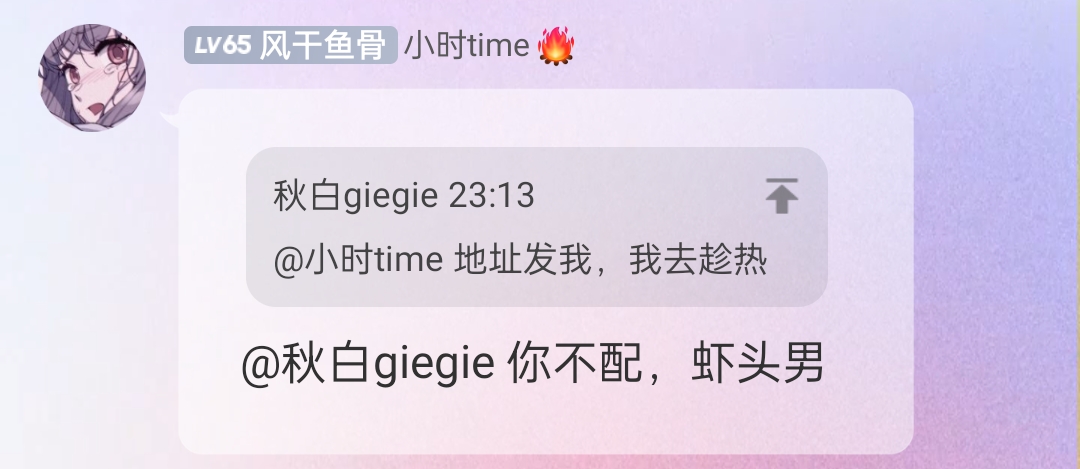 LV65 风干鱼骨 小时time🔥
秋白giegie 23:13
@小时time 地址发我，我去趁热
@秋白giegie 你不配，虾头男